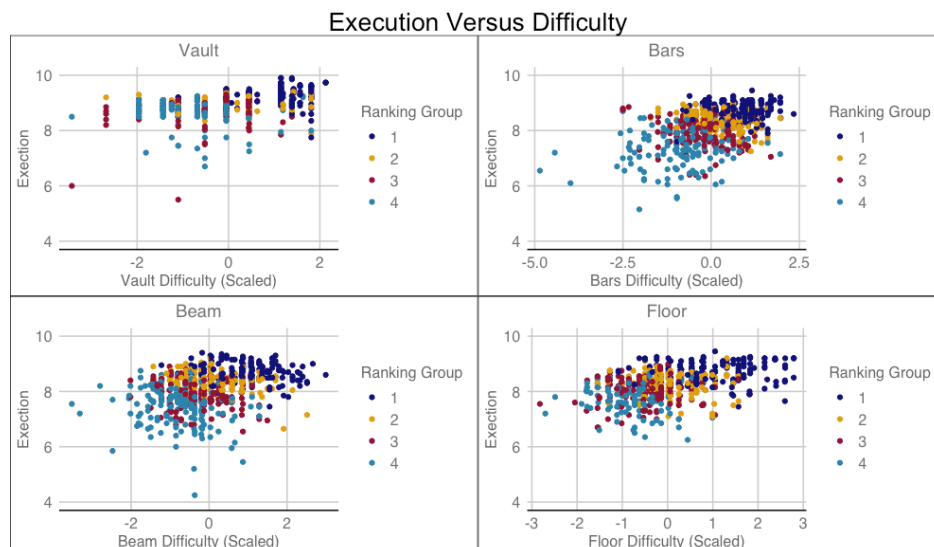 Execution Versus Difficulty
Vault
10
8
6
4
Exection
-2
0
2
Vault Difficulty (Scaled)
Ranking Group
1
2
3
4
Bars
10
8
6
4
Exection
-5.0
-2.5
0.0
2.5
Bars Difficulty (Scaled)
Ranking Group
1
2
3
4
Beam
10
8
6
4
Exection
-2
0
2
Beam Difficulty (Scaled)
Ranking Group
1
2
3
4
Floor
10
8
6
4
Exection
-3
-2
-1
0
1
2
3
Floor Difficulty (Scaled)
Ranking Group
1
2
3
4